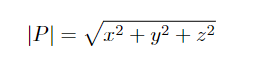 |P| = √x² + y² + z²